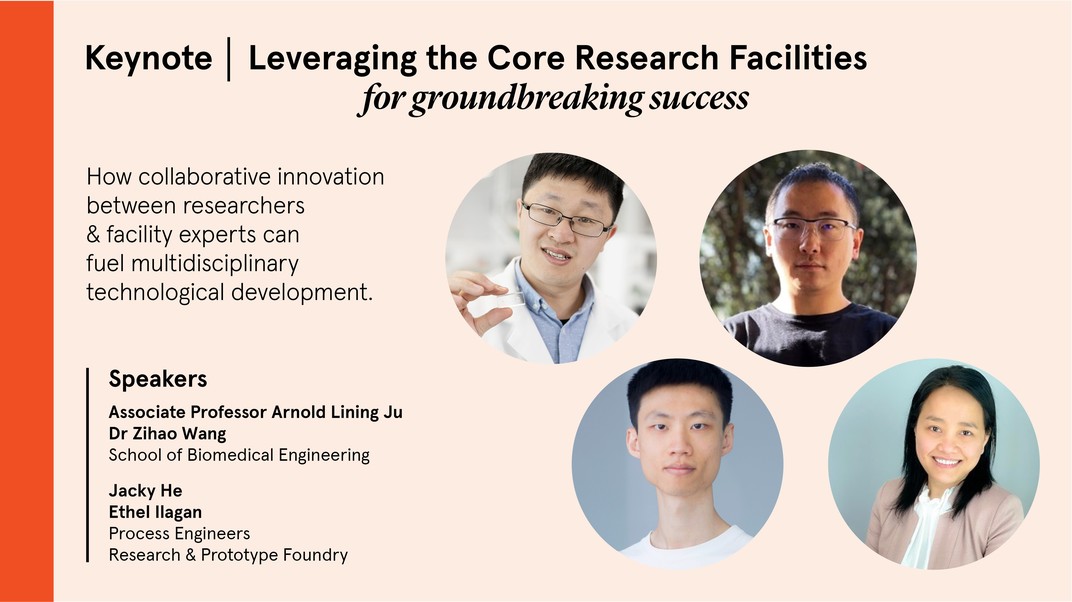 Keynote | Leveraging the Core Research Facilities
for groundbreaking success
How collaborative innovation
between researchers
& facility experts can
fuel multidisciplinary
technological development.
Speakers
Associate Professor Arnold Lining Ju
Dr Zihao Wang
School of Biomedical Engineering
Jacky He
Ethel Ilagan
Process Engineers
Research & Prototype Foundry